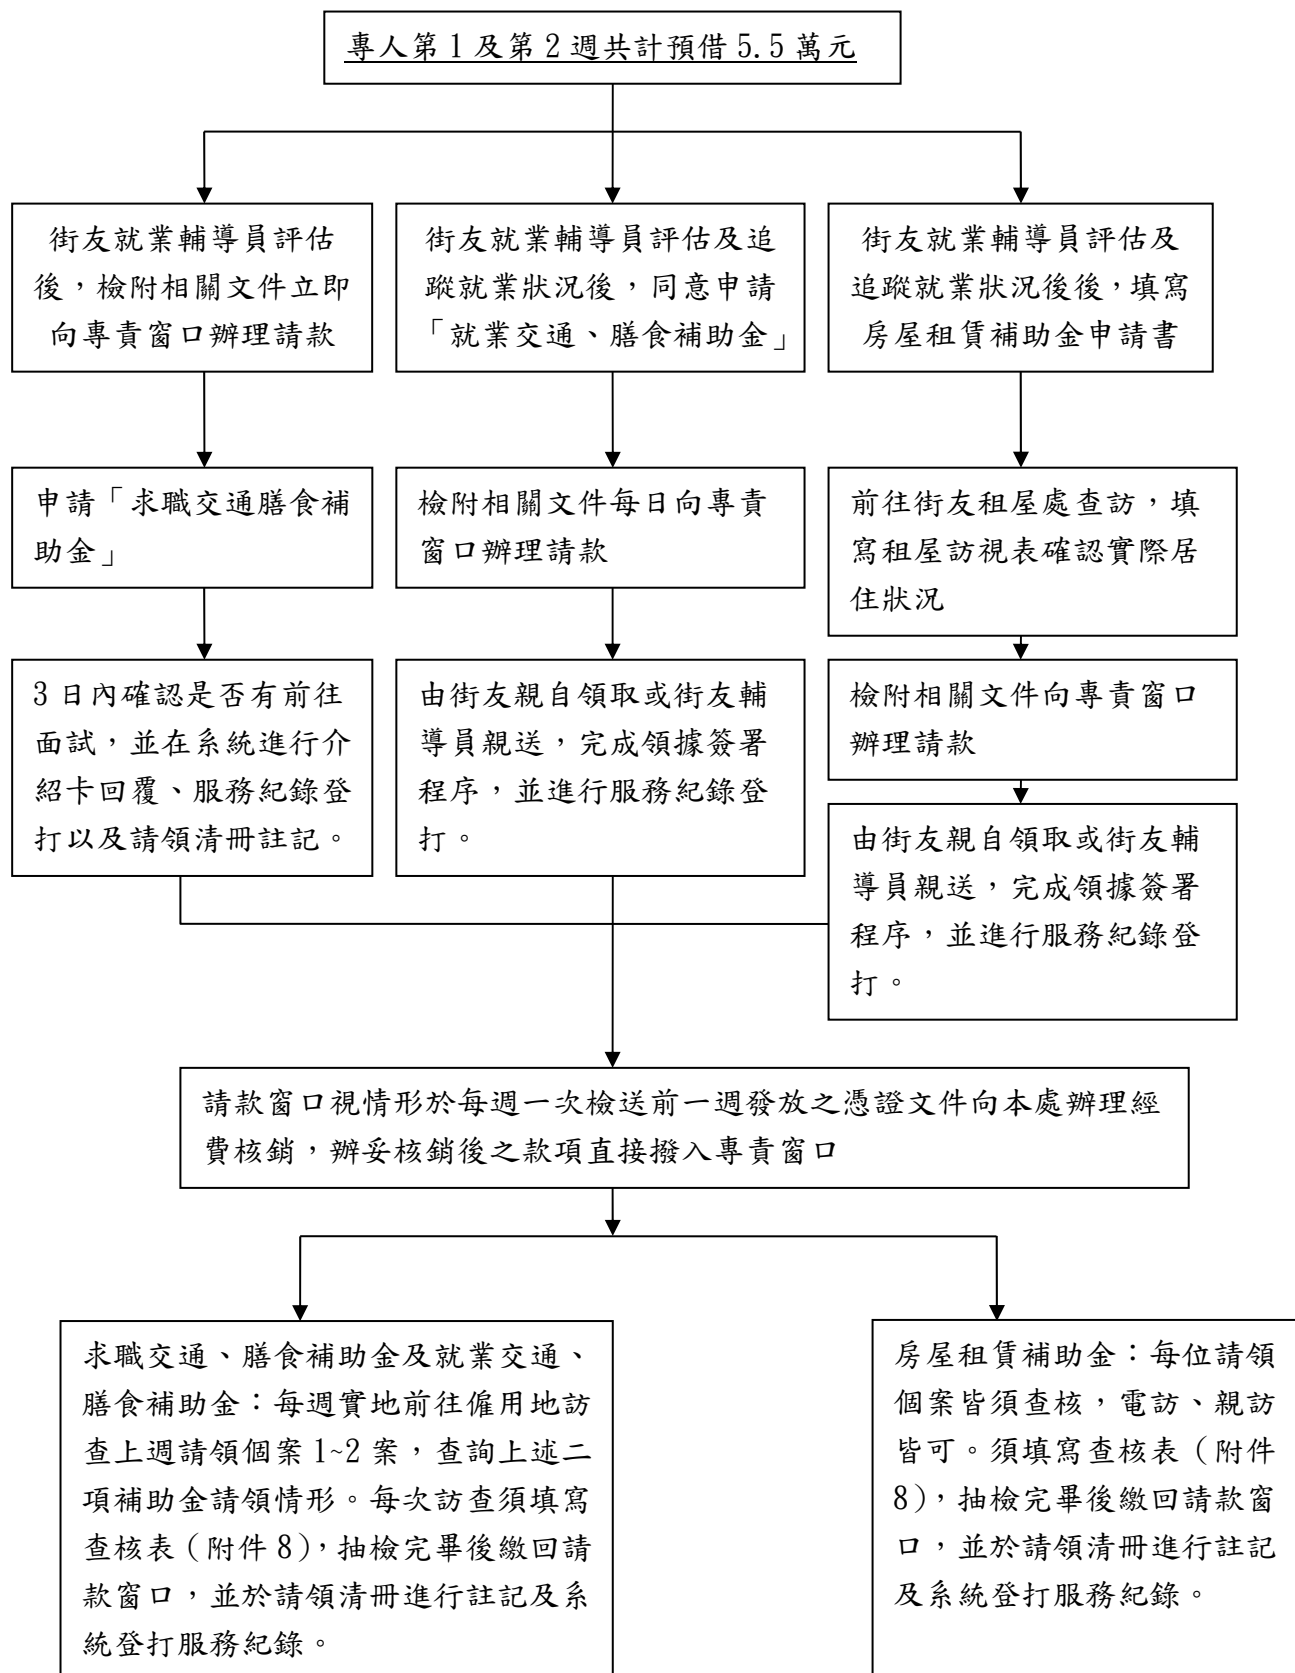 專人第1及第2週共計預借5.5萬元
街友就業輔導員評估
後，檢附相關文件立即
向專責窗口辦理請款
街友就業輔導員評估及追
蹤就業狀況後，同意申請
「就業交通、膳食補助金」
街友就業輔導員評估及
追蹤就業狀況後後，填寫
房屋租賃補助金申請書
申請「求職交通膳食補
助金」
檢附相關文件每日向專責
窗口辦理請款
前往街友租屋處查訪，填
寫租屋訪視表確認實際居
住狀況
3日內確認是否有前往
面試，並在系統進行介
紹卡回覆、服務紀錄登
打以及請領清冊註記。
由街友親自領取或街友輔
導員親送，完成領據簽署
程序，並進行服務紀錄登
打。
檢附相關文件向專責窗口
辦理請款
由街友親自領取或街友輔
導員親送，完成領據簽署
程序，並進行服務紀錄登
打。
請款窗口視情形於每週一次檢送前一週發放之憑證文件向本處辦理經
費核銷，辦妥核銷後之款項直接撥入專責窗口
求職交通、膳食補助金及就業交通、
膳食補助金：每週實地前往僱用地訪
查上週請領個案1~2案，查詢上述二
項補助金請領情形。每次訪查須填寫
查核表（附件8），抽檢完畢後繳回請
款窗口，並於請領清冊進行註記及系
統登打服務紀錄。
房屋租賃補助金：每位請領
個案皆須查核，電訪、親訪
皆可。須填寫查核表（附件
8），抽檢完畢後繳回請款窗
口，並於請領清冊進行註記
及系統登打服務紀錄。